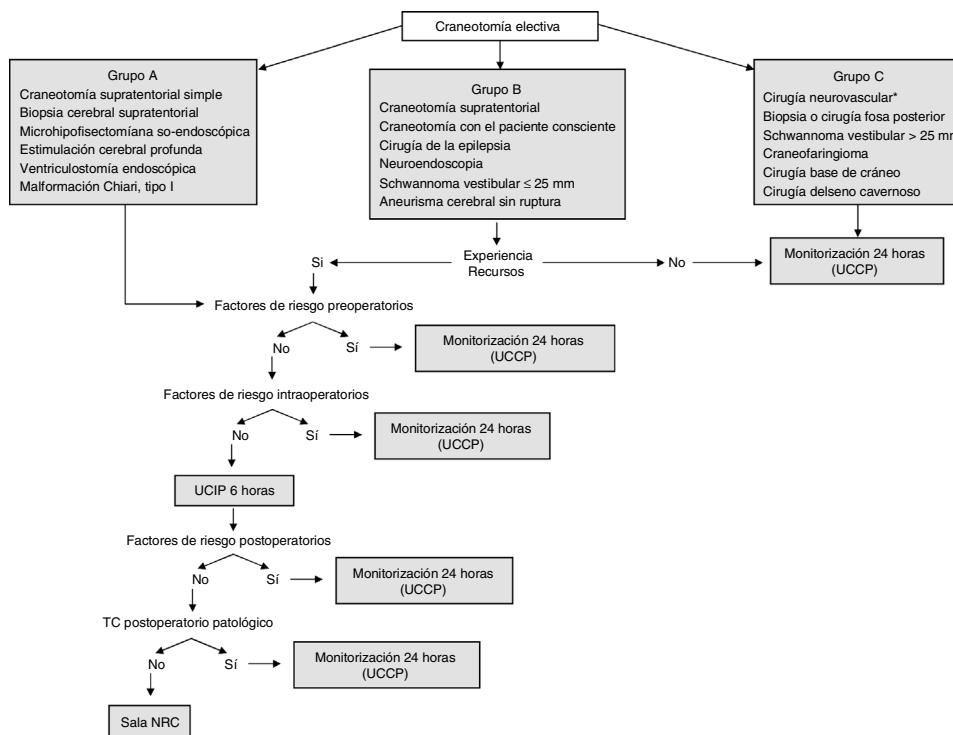 Craneotomía electiva
Grupo A
Craneotomía supratentorial simple
Biopsia cerebral supratentorial
Microhipofisectomíana so-endoscópica
Estimulación cerebral profunda
Ventriculostomía endoscópica
Malformación Chiari, tipo I
Grupo B
Craneotomía supratentorial
Craneotomía con el paciente consciente
Cirugía de la epilepsia
Neuroendoscopia
Schwannoma vestibular ≤ 25 mm
Aneurisma cerebral sin ruptura
Grupo C
Cirugía neurovascular*
Biopsia o cirugía fosa posterior
Schwannoma vestibular > 25 mm
Craneofaringioma
Cirugía base de cráneo
Cirugía delseno cavernoso
Si
Experiencia
Recursos
No
Monitorización 24 horas
(UCCP)
Factores de riesgo preoperatorios
No
Sí
Monitorización 24 horas
(UCCP)
Factores de riesgo intraoperatorios
No
Sí
Monitorización 24 horas
(UCCP)
UCIP 6 horas
Factores de riesgo postoperatorios
No
Sí
Monitorización 24 horas
(UCCP)
TC postoperatorio patológico
No
Sí
Monitorización 24 horas
(UCCP)
Sala NRC